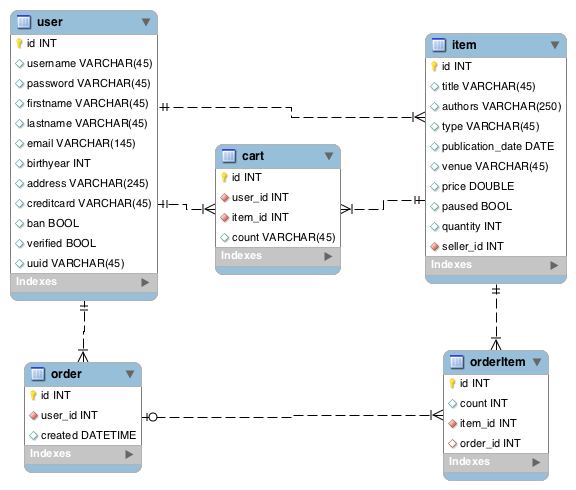 user
id INT
username VARCHAR(45)
password VARCHAR(45)
firstname VARCHAR(45)
lastname VARCHAR(45)
email VARCHAR(145)
birthyear INT
address VARCHAR(245)
creditcard VARCHAR(45)
ban BOOL
verified BOOL
uuid VARCHAR(45)
Indexes
cart
id INT
user_id INT
item_id INT
count VARCHAR(45)
Indexes
item
id INT
title VARCHAR(45)
authors VARCHAR(250)
type VARCHAR(45)
publication_date DATE
venue VARCHAR(45)
price DOUBLE
paused BOOL
quantity INT
seller_id INT
Indexes
order
id INT
user_id INT
created DATETIME
Indexes
orderItem
id INT
count INT
item_id INT
order_id INT
Indexes